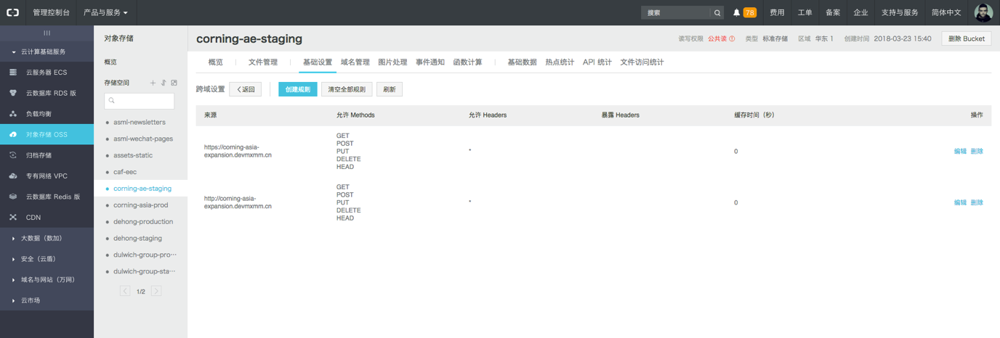 管理控制台 产品与服务 搜索 78 费用 工单 备案 企业 支持与服务 简体中文
云计算基础服务
云服务器 ECS
云数据库 RDS 版
负载均衡
对象存储 OSS
归档存储
专有网络 VPC
云数据库 Redis 版
CDN
大数据（数加）
安全（云盾）
域名与网站（万网）
云市场
对象存储
概览
存储空间
asml-newsletters
asml-wechat-pages
assets-static
caf-eec
corning-ae-staging
corning-asia-prod
dehong-production
dehong-staging
dulwich-group-pro···
dulwich-group-sta···
1/2
corning-ae-staging 读写权限 公共读 类型 标准存储 区域 华东 1 创建时间 2018-03-23 15:40 删除 Bucket
概览 文件管理 基础设置 域名管理 图片处理 事件通知 函数计算 基础数据 热点统计 API 统计 文件访问统计
跨域设置 く返回 创建规则 清空全部规则 刷新
来源 允许 Methods 允许 Headers 暴露 Headers 缓存时间（秒） 操作
https://corning-asia-
expansion.devmxmm.cn
GET
POST
PUT
DELETE
HEAD
*
0
编辑 删除
http://corning-asia-
expansion.devmxmm.cn
GET
POST
PUT
DELETE
HEAD
*
0
编辑 删除